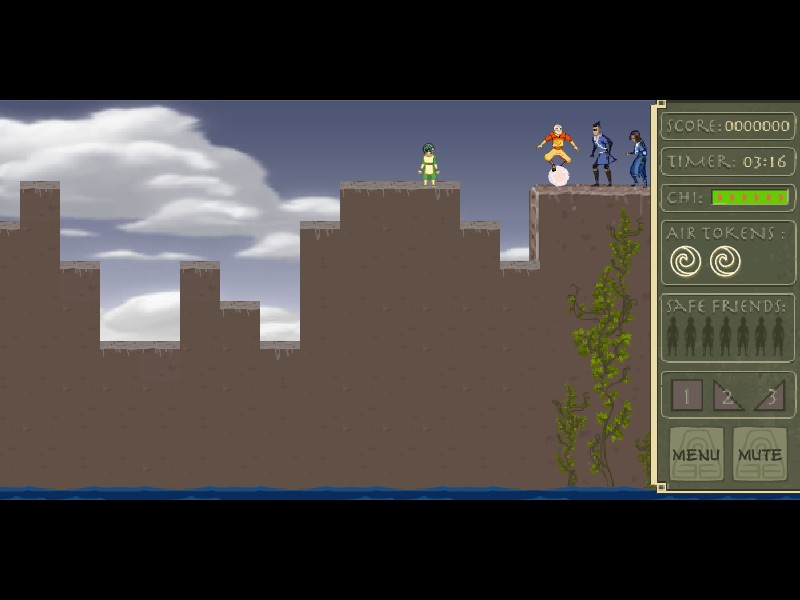 SCORE: 0000000
TIMER: 03:16
CHI:
AIR TOKENS :
SAFE FRIENDS:
1 2 3
MENU MUTE